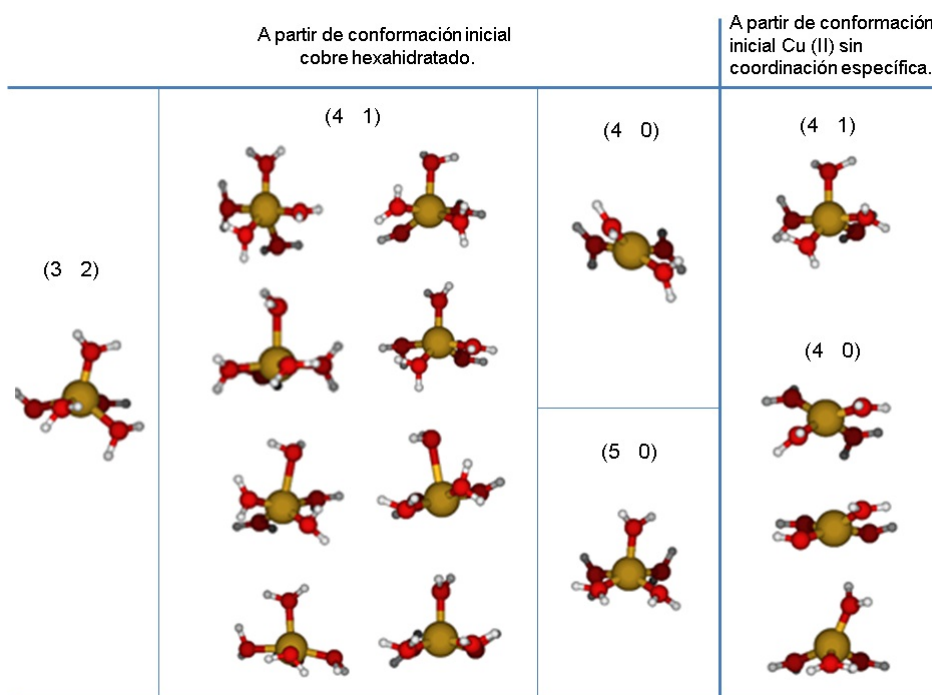 A partir de conformación inicial
cobre hexahidratado.
A partir de conformación
inicial Cu (II) sin
coordinación específica.
(3 2)
(4 1)
(4 0)
(5 0)
(4 1)
(4 0)